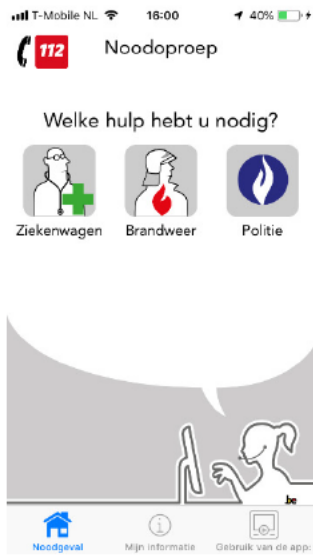 T-Mobile NL 16:00 40%
112 Noodoproep
Welke hulp hebt u nodig?
Ziekenwagen Brandweer Politie
.be
Noodgeval Mijn informatie Gebruik van de app.